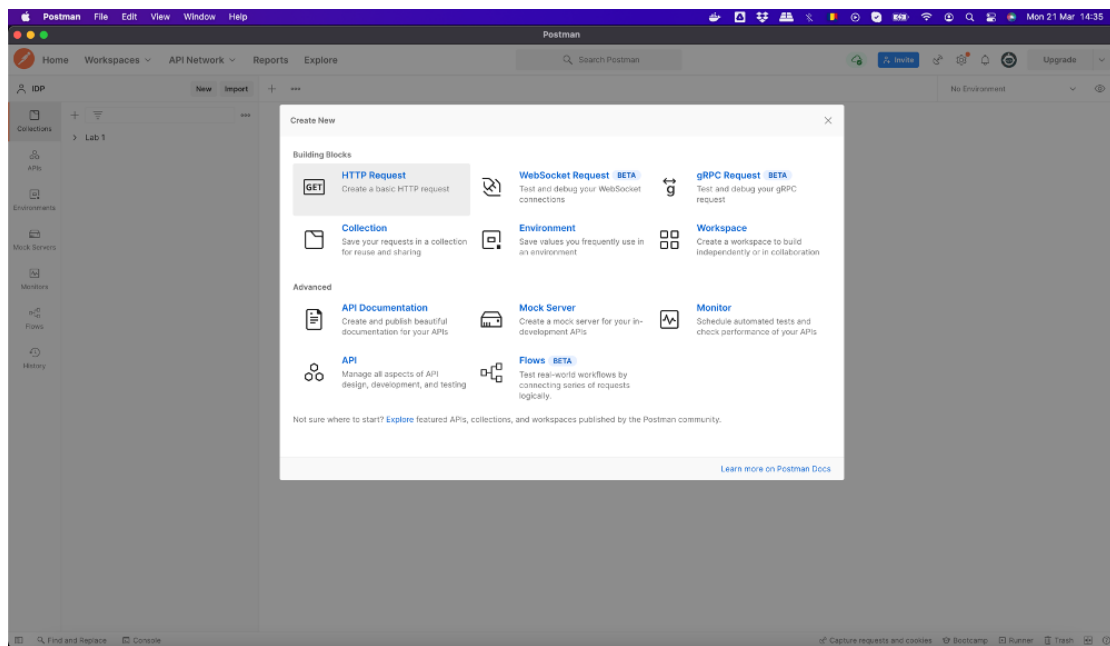 Postman File Edit View Window Help Mon 21 Mar 14:35
Postman
Home Workspaces API Network Reports Explore Search Postman Invite Upgrade
IDP New Import No Environment
Collections
Lab 1
APIs
Environments
Mock Servers
Monitors
Flows
History
Create New
Building Blocks
GET HTTP Request
Create a basic HTTP request
WebSocket Request BETA
Test and debug your WebSocket
connections
gRPC Request BETA
Test and debug your gRPC
request
Collection
Save your requests in a collection
for reuse and sharing
Environment
Save values you frequently use in
an environment
Workspace
Create a workspace to build
independently or in collaboration
Advanced
API Documentation
Create and publish beautiful
documentation for your APIs
Mock Server
Create a mock server for your in-
development APIs
Monitor
Schedule automated tests and
check performance of your APIs
API
Manage all aspects of API
design, development, and testing
Flows BETA
Test real-world workflows by
connecting series of requests
logically.
Not sure where to start? Explore featured APIs, collections, and workspaces published by the Postman community.
Learn more on Postman Docs
Find and Replace Console Capture requests and cookies Bootcamp Runner Trash